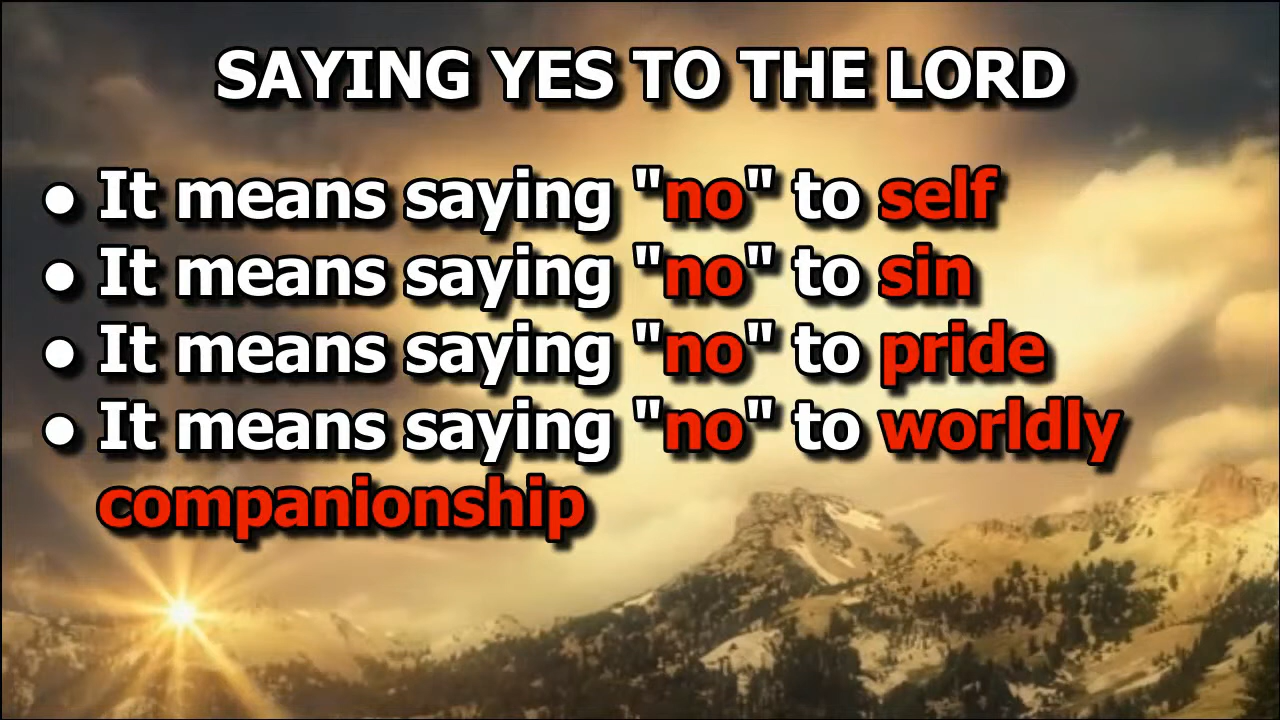 SAYING YES TO THE LORD
● It means saying "no" to self
● It means saying "no" to sin
● It means saying "no" to pride
● It means saying "no" to worldly
companionship